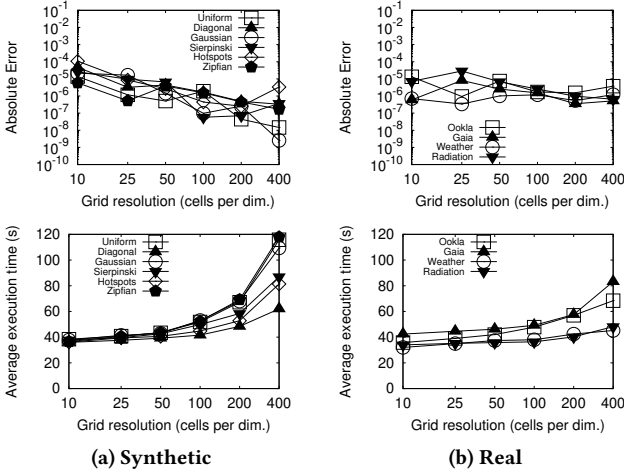 10^-1
10^-2
10^-3
10^-4
10^-5
10^-6
10^-7
10^-8
10^-9
10^-10
Absolute Error
Uniform
Diagonal
Gaussian
Sierpinski
Hotspots
Zipfian
10 25 50 100 200 400
Grid resolution (cells per dim.)
10^-1
10^-2
10^-3
10^-4
10^-5
10^-6
10^-7
10^-8
10^-9
10^-10
Absolute Error
Ookla
Gaia
Weather
Radiation
10 25 50 100 200 400
Grid resolution (cells per dim.)
120
100
80
60
40
20
0
Average execution time (s)
Uniform
Diagonal
Gaussian
Sierpinski
Hotspots
Zipfian
10 25 50 100 200 400
Grid resolution (cells per dim.)
(a) Synthetic
120
100
80
60
40
20
0
Average execution time (s)
Ookla
Gaia
Weather
Radiation
10 25 50 100 200 400
Grid resolution (cells per dim.)
(b) Real